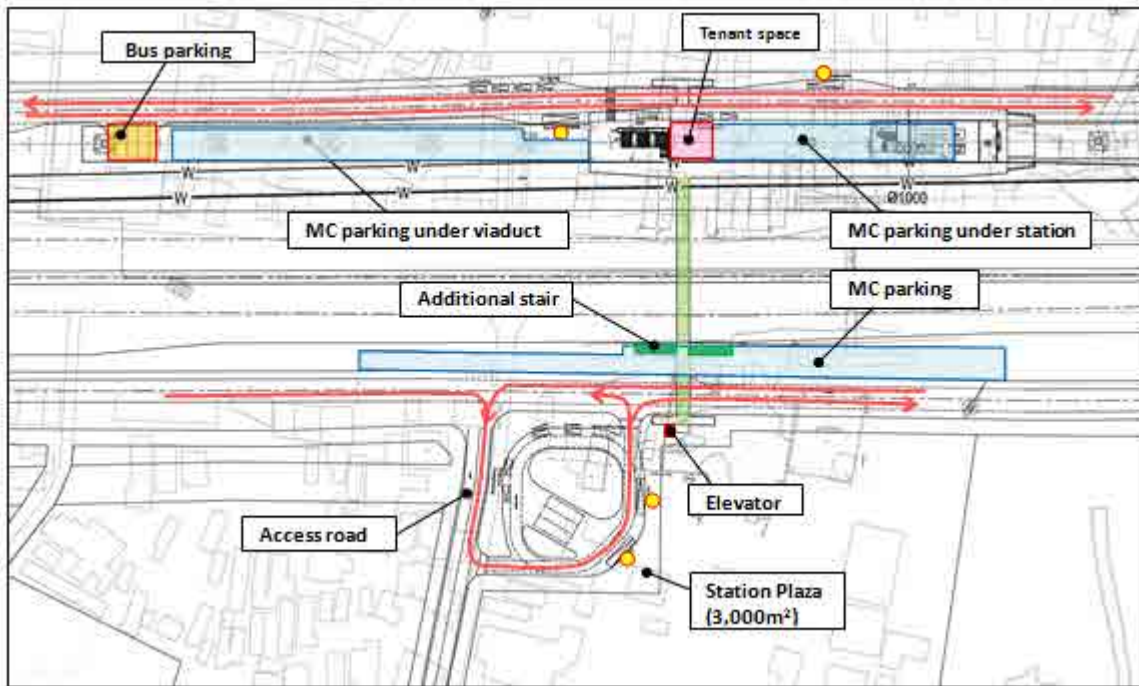 Bus parking
Tenant space
W
W
W
W
W
W
W
Ø1000
MC parking under viaduct
MC parking under station
Additional stair
MC parking
Access road
Elevator
Station Plaza
(3,000m²)